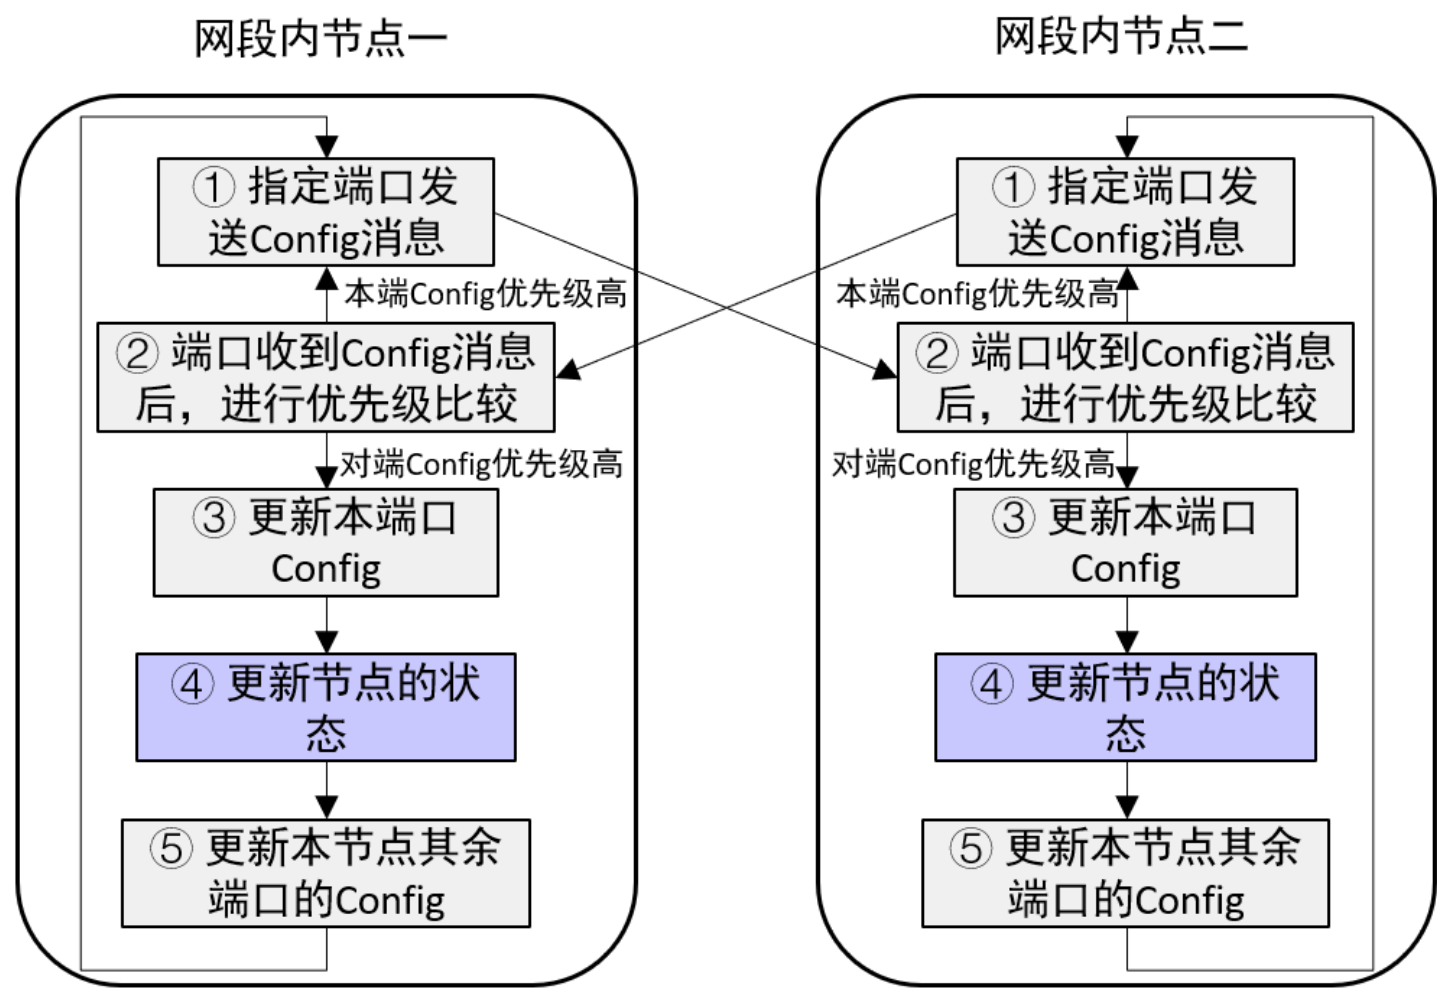 网段内节点一
① 指定端口发
送Config消息
本端Config优先级高
② 端口收到Config消息
后，进行优先级比较
对端Config优先级高
③ 更新本端口
Config
④ 更新节点的状
态
⑤ 更新本节点其余
端口的Config
网段内节点二
① 指定端口发
送Config消息
本端Config优先级高
② 端口收到Config消息
后，进行优先级比较
对端Config优先级高
③ 更新本端口
Config
④ 更新节点的状
态
⑤ 更新本节点其余
端口的Config